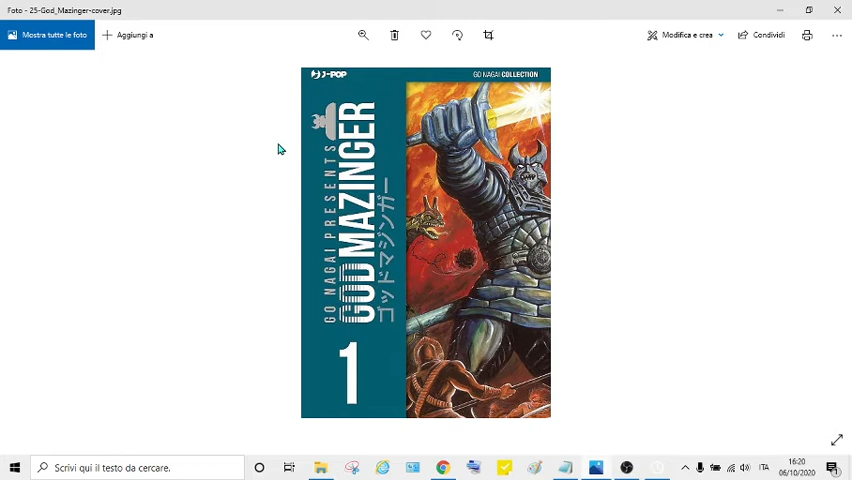 Foto - 25-God_Mazinger-cover.jpg
Mostra tutte le foto
Aggiungi a
Modifica e crea
Condividi
J-POP
GO NAGAI COLLECTION
GO NAGAI PRESENTS
GOD MAZINGER
ゴッドマジンガー
1
Scrivi qui il testo da cercare.
ITA
16:20
06/10/2020